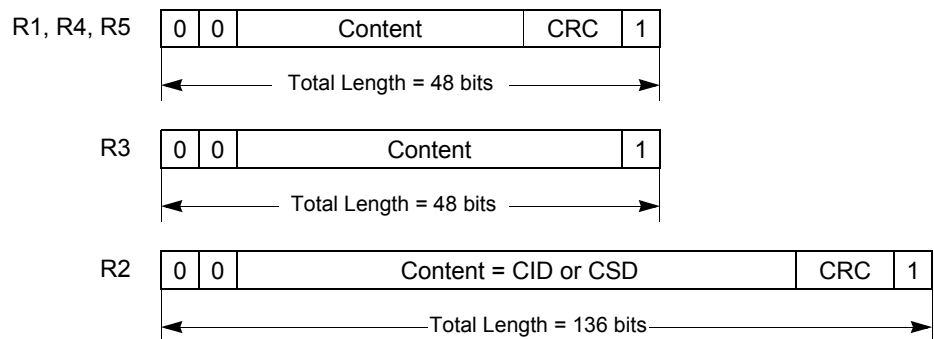 R1, R4, R5 0 0 Content CRC 1
Total Length = 48 bits
R3 0 0 Content 1
Total Length = 48 bits
R2 0 0 Content = CID or CSD CRC 1
Total Length = 136 bits